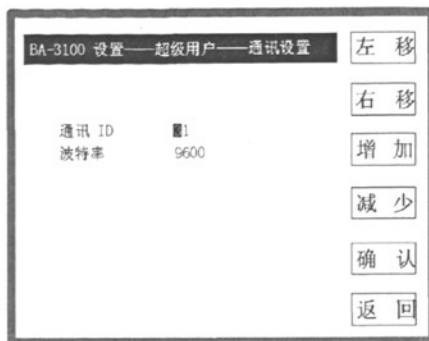 BA-3100 设置——超级用户——通讯设置
通讯 ID 1
波特率 9600
左 移
右 移
增 加
减 少
确 认
返 回